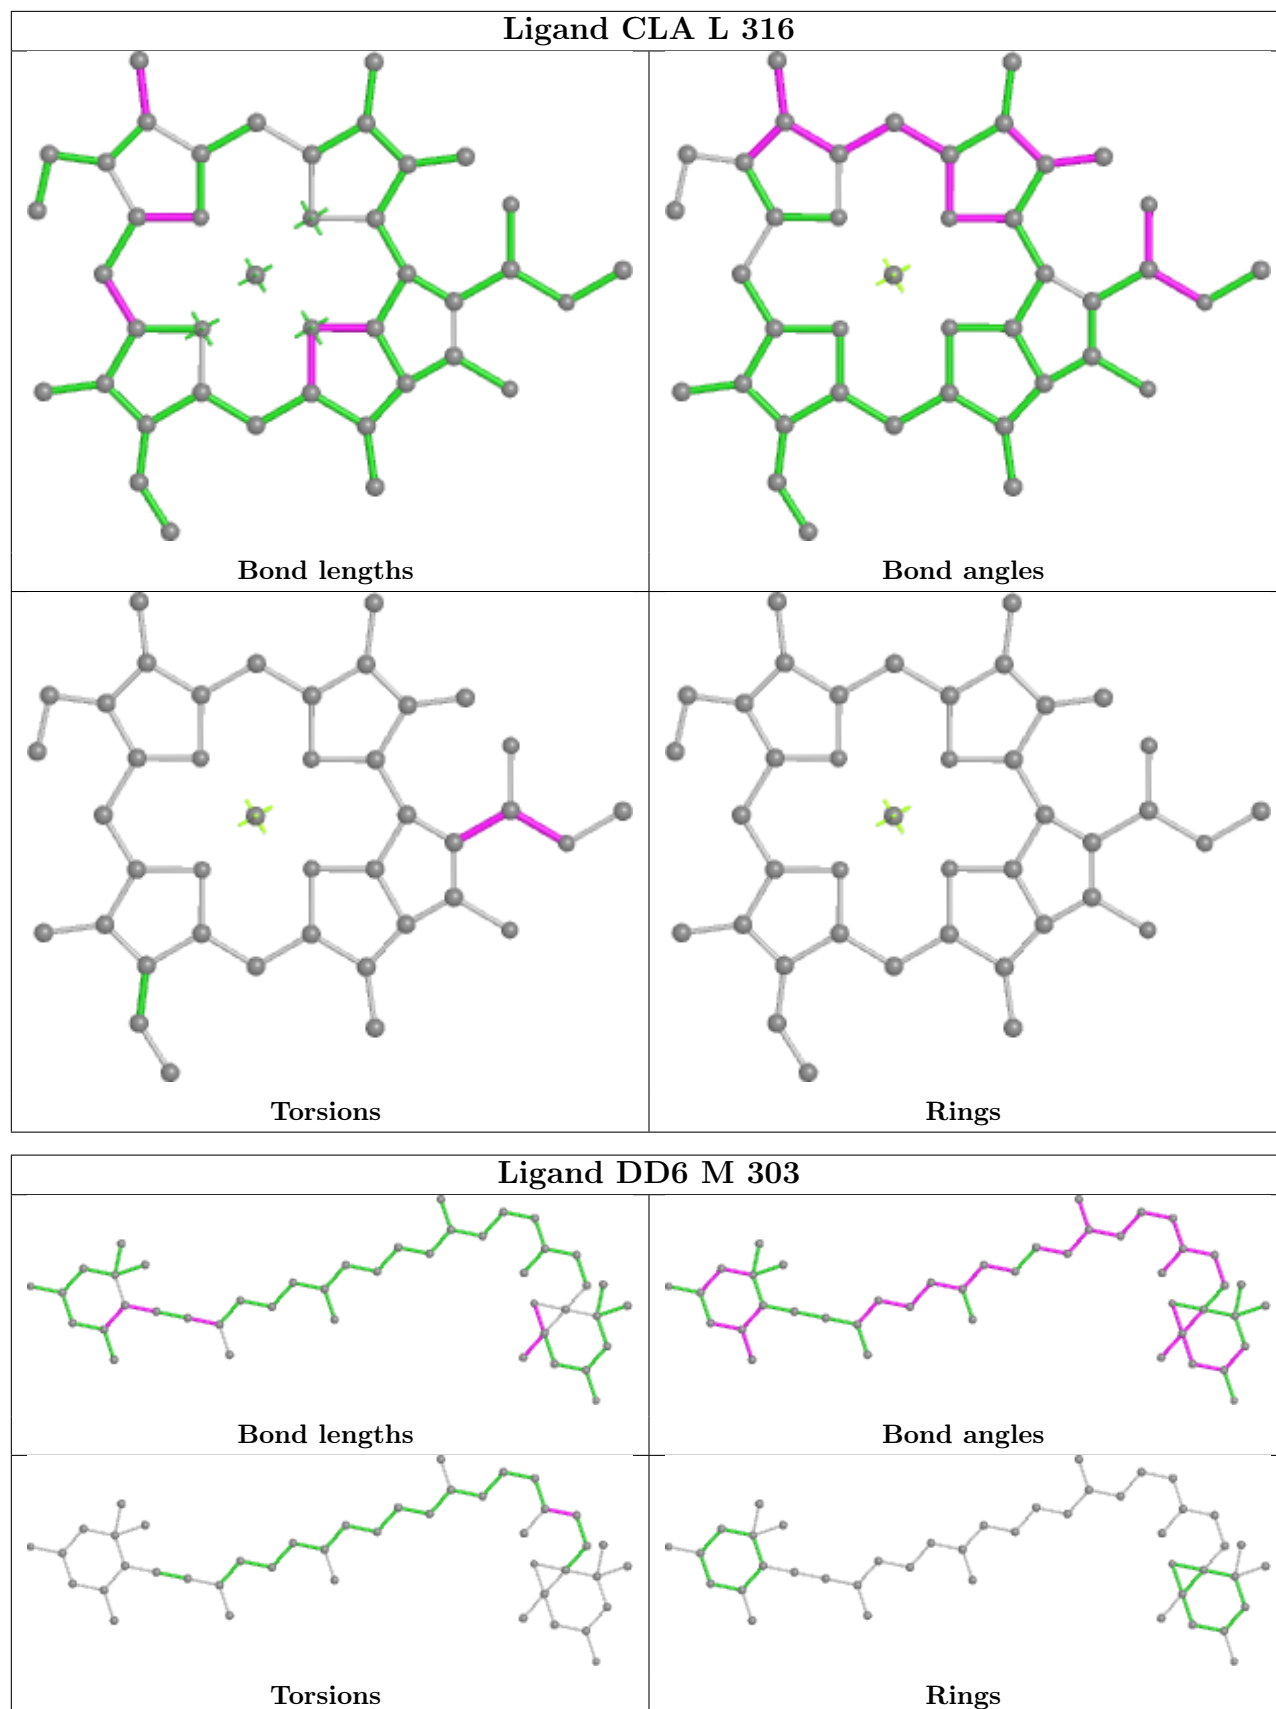 Ligand CLA L 316
Bond lengths
Bond angles
Torsions
Rings
Ligand DD6 M 303
Bond lengths
Bond angles
Torsions
Rings